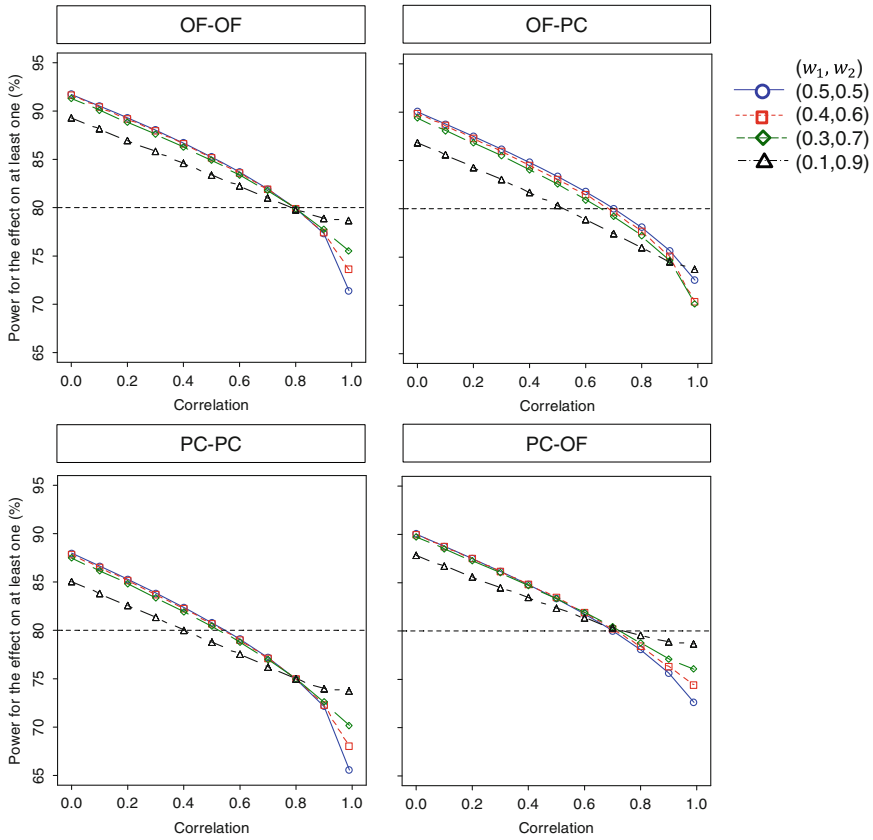 OF-OF
OF-PC
(w₁, w₂)
(0.5,0.5)
(0.4,0.6)
(0.3,0.7)
(0.1,0.9)
Power for the effect on at least one (%)
95
90
85
80
75
70
65
0.0 0.2 0.4 0.6 0.8 1.0
Correlation
0.0 0.2 0.4 0.6 0.8 1.0
Correlation
PC-PC
PC-OF
Power for the effect on at least one (%)
95
90
85
80
75
70
65
0.0 0.2 0.4 0.6 0.8 1.0
Correlation
0.0 0.2 0.4 0.6 0.8 1.0
Correlation